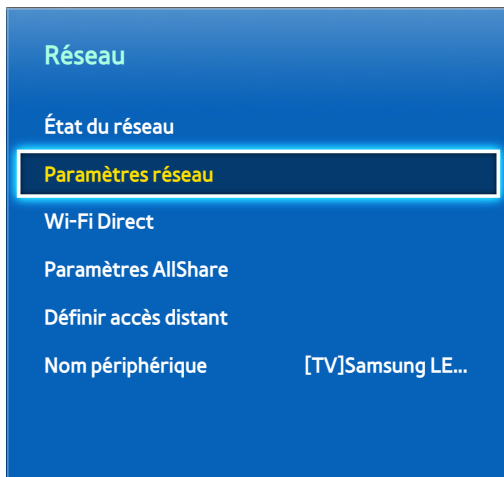 Réseau
État du réseau
Paramètres réseau
Wi-Fi Direct
Paramètres AllShare
Définir accès distant
Nom périphérique [TV]Samsung LE...